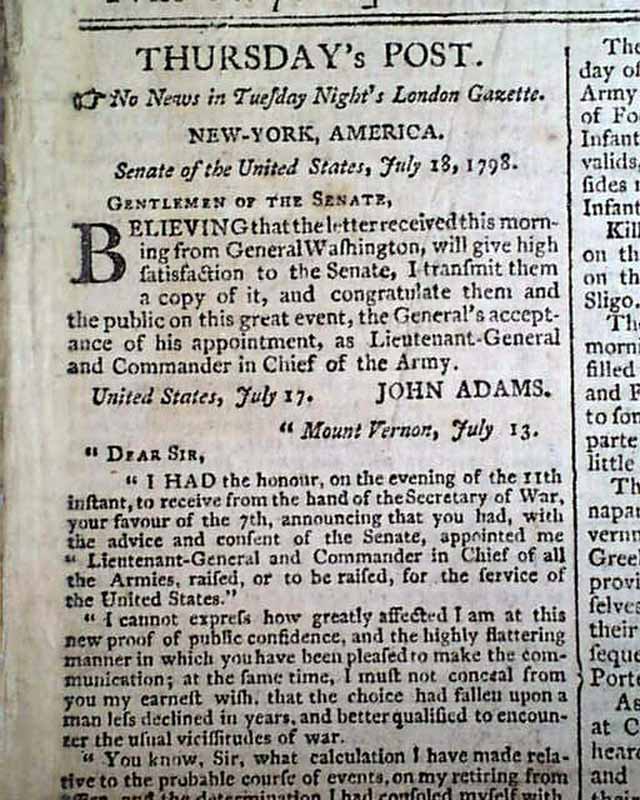 THURSDAY's POST.
☞ No News in Tueſday Night's London Gazette.
NEW-YORK, AMERICA.
Senate of the United States, July 18, 1798.
GENTLEMEN OF THE SENATE,
BELIEVING that the letter received this morn-
ing from General Waſhington, will give high
ſatisfaction to the Senate, I tranſmit them
a copy of it, and congratulate them and
the public on this great event, the General's accept-
ance of his appointment, as Lieutenant-General
and Commander in Chief of the Army.
United States, July 17. JOHN ADAMS.
“ Mount Vernon, July 13.
“ DEAR SIR,
“ I HAD the honour, on the evening of the 11th
inſtant, to receive from the hand of the Secretary of War,
your favour of the 7th, announcing that you had, with
the advice and conſent of the Senate, appointed me
“ Lieutenant-General and Commander in Chief of all
the Armies, raiſed, or to be raiſed, for the ſervice of
the United States.”
“ I cannot expreſs how greatly affected I am at this
new proof of public confidence, and the highly flattering
manner in which you have been pleaſed to make the com-
munication; at the ſame time, I muſt not conceal from
you my earneſt wiſh, that the choice had fallen upon a
man leſs declined in years, and better qualified to encoun-
ter the uſual viciſſitudes of war.
“ You know, Sir, what calculation I have made rela-
tive to the probable courſe of events, on my retiring from
and the determination I had conſoled myſelf with
The
day of
Army
of Fo
Infant
valids,
ſides
Infant
Kill
on th
on th
Sligo,
The
morni
filled
and F
to ſon
parte
little
Th
napar
vernm
Greel
provi
ſelves
their
ſeque
Porte
As
at C
heard
and